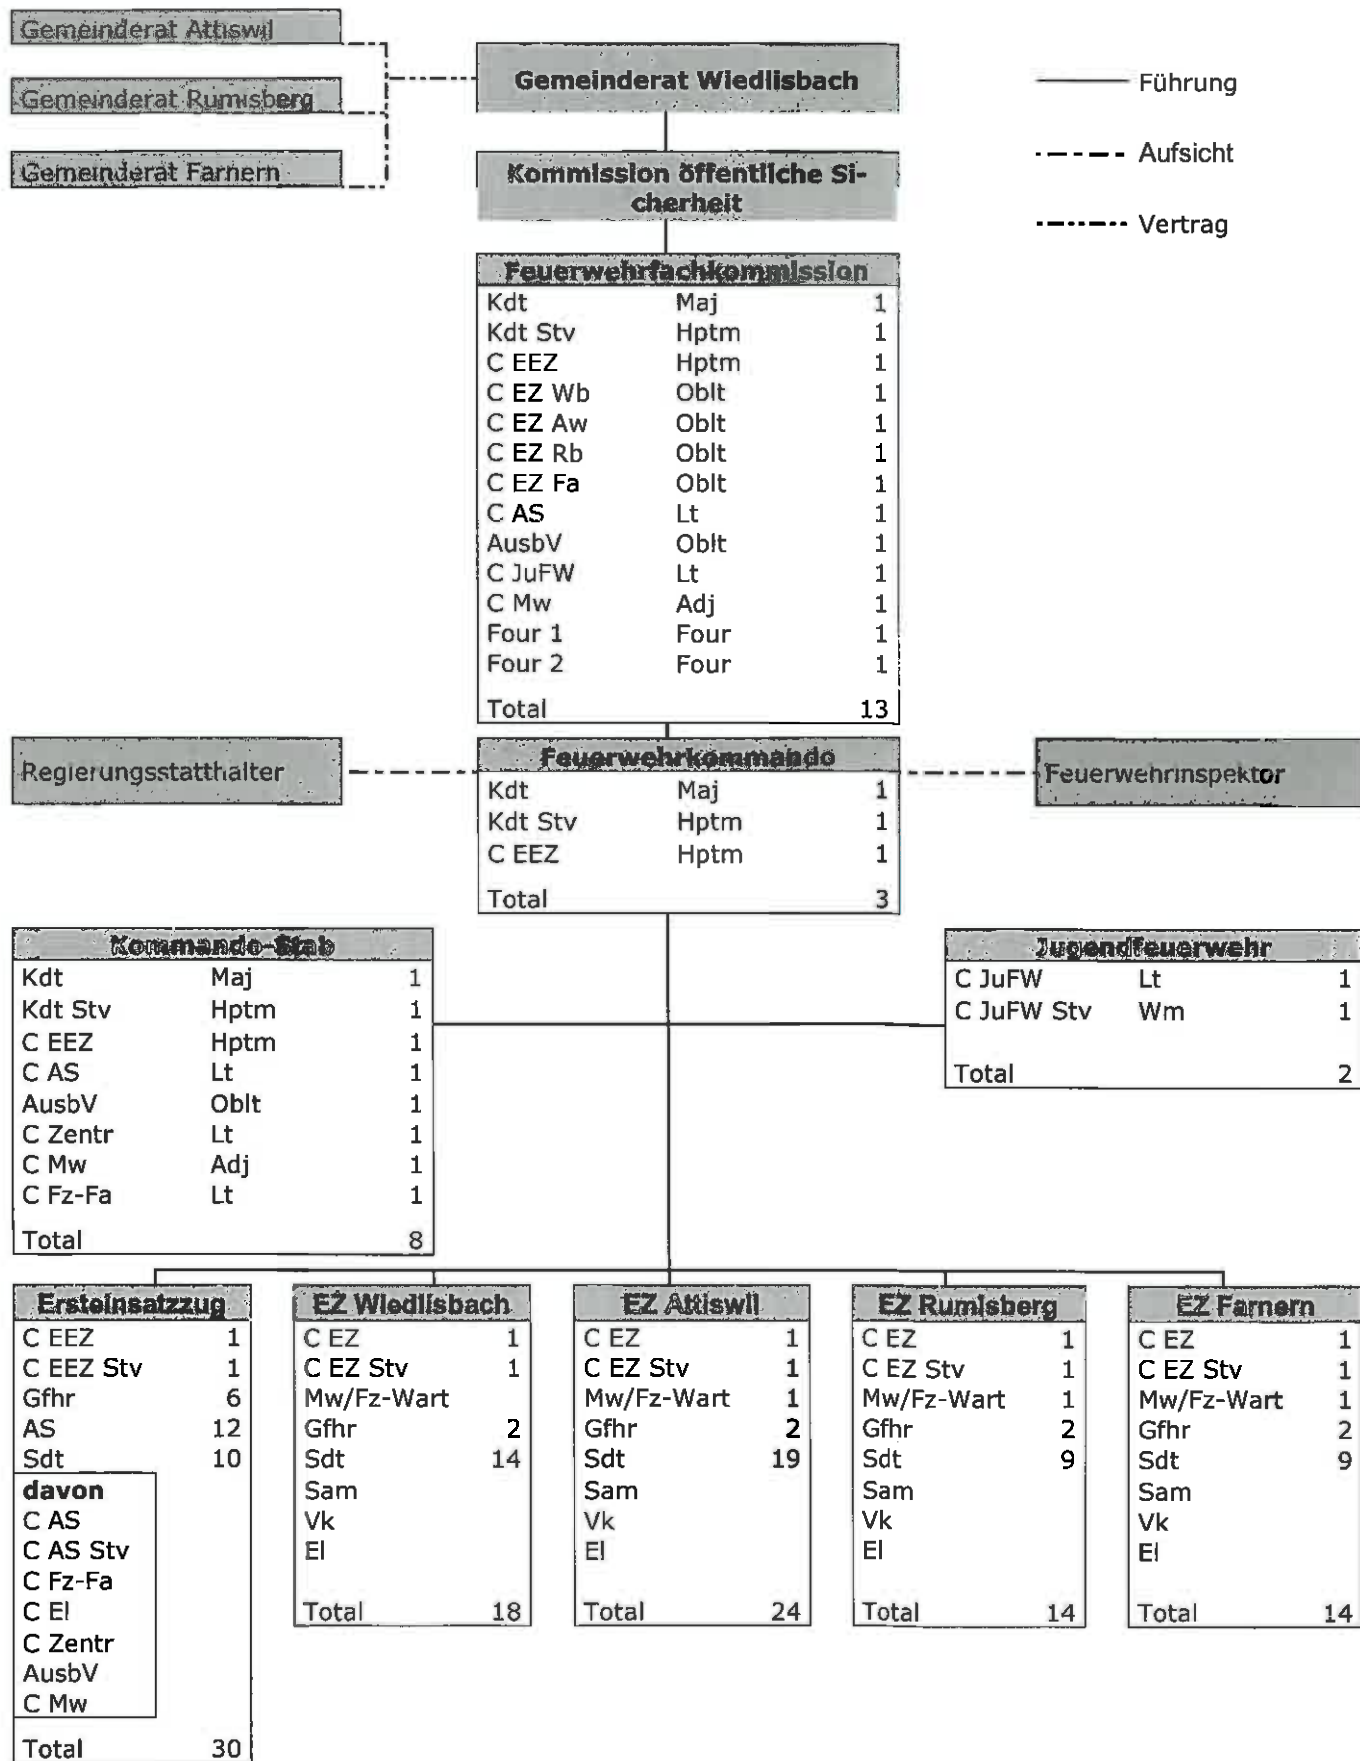 Gemeinderat Attiswil
Gemeinderat Rumisberg
Gemeinderat Farnern
Gemeinderat Wiedlisbach
Führung
Aufsicht
Vertrag
Kommission öffentliche Si-
cherheit
Feuerwehrfachkommission
Kdt Maj 1
Kdt Stv Hptm 1
C EEZ Hptm 1
C EZ Wb Oblt 1
C EZ Aw Oblt 1
C EZ Rb Oblt 1
C EZ Fa Oblt 1
C AS Lt 1
AusbV Oblt 1
C JuFW Lt 1
C Mw Adj 1
Four 1 Four 1
Four 2 Four 1
Total 13
Regierungsstatthalter
Feuerwehrkommando
Kdt Maj 1
Kdt Stv Hptm 1
C EEZ Hptm 1
Total 3
Feuerwehrinspektor
Kommando-Stab
Kdt Maj 1
Kdt Stv Hptm 1
C EEZ Hptm 1
C AS Lt 1
AusbV Oblt 1
C Zentr Lt 1
C Mw Adj 1
C Fz-Fa Lt 1
Total 8
Jugendfeuerwehr
C JuFW Lt 1
C JuFW Stv Wm 1
Total 2
Ersteinsatzzug
C EEZ 1
C EEZ Stv 1
Gfhr 6
AS 12
Sdt 10
davon
C AS
C AS Stv
C Fz-Fa
C El
C Zentr
AusbV
C Mw
Total 30
EZ Wiedlisbach
C EZ 1
C EZ Stv 1
Mw/Fz-Wart
Gfhr 2
Sdt 14
Sam
Vk
El
Total 18
EZ Attiswil
C EZ 1
C EZ Stv 1
Mw/Fz-Wart 1
Gfhr 2
Sdt 19
Sam
Vk
El
Total 24
EZ Rumisberg
C EZ 1
C EZ Stv 1
Mw/Fz-Wart 1
Gfhr 2
Sdt 9
Sam
Vk
El
Total 14
EZ Farnern
C EZ 1
C EZ Stv 1
Mw/Fz-Wart 1
Gfhr 2
Sdt 9
Sam
Vk
El
Total 14